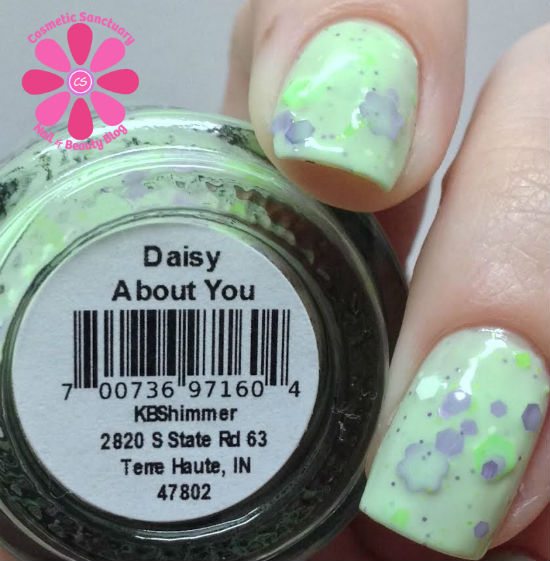 Cosmetic Sanctuary
CS
Nail & Beauty Blog
Daisy
About You
7 00736 97160 4
KBShimmer
2820 S State Rd 63
Terre Haute, IN
47802